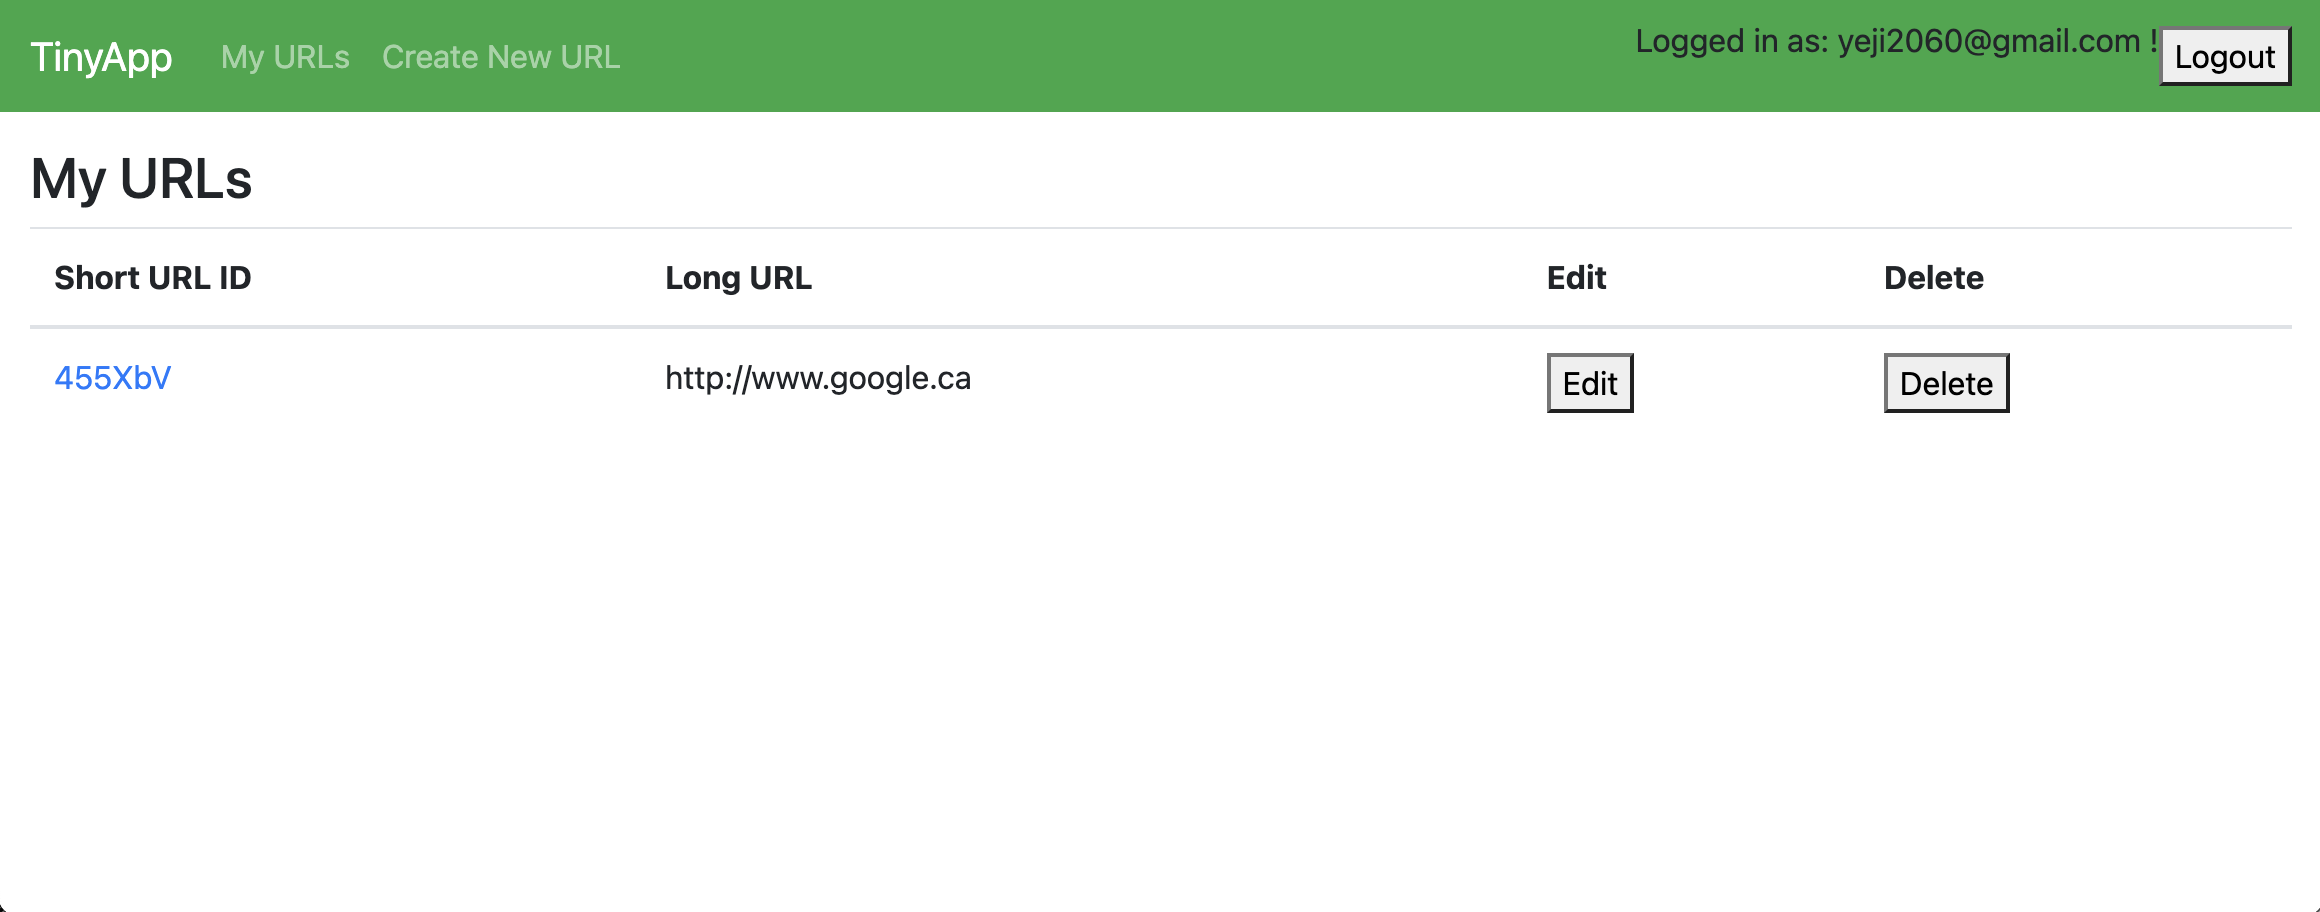 TinyApp My URLs Create New URL Logged in as: yeji2060@gmail.com ! Logout
My URLs
Short URL ID Long URL Edit Delete
455XbV http://www.google.ca Edit Delete